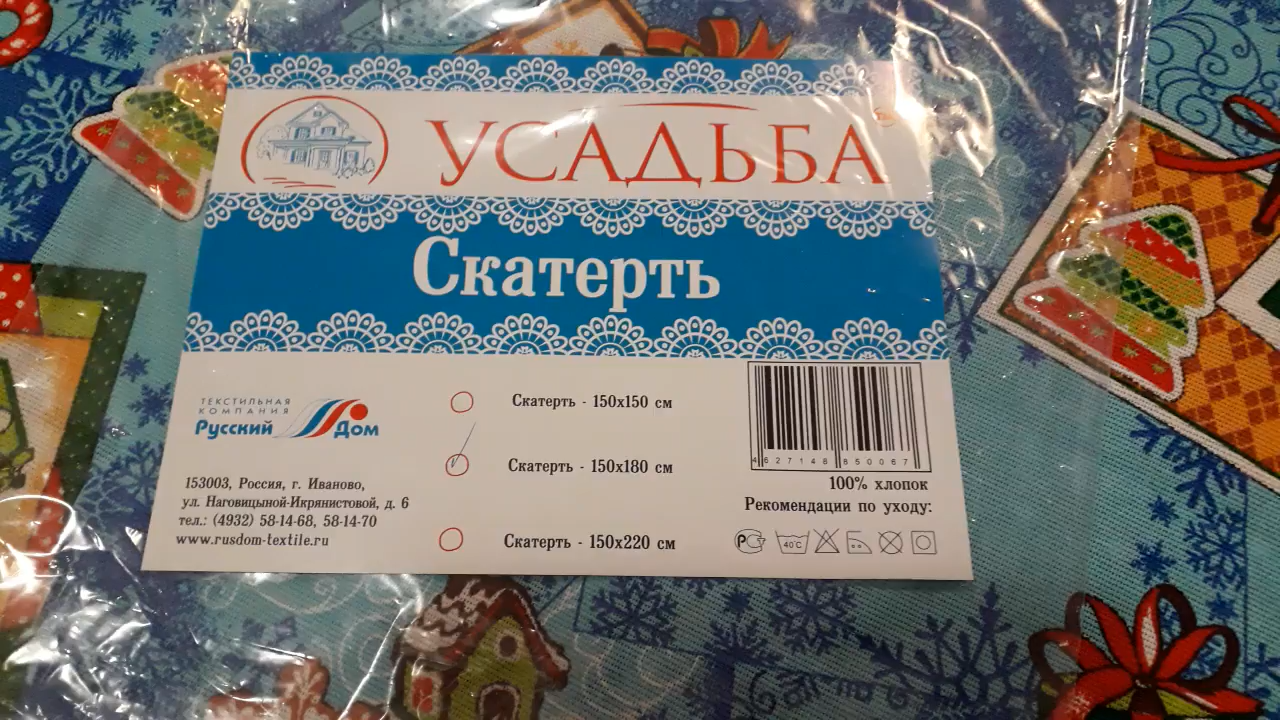 УСАДЬБА
Скатерть
ТЕКСТИЛЬНАЯ
КОМПАНИЯ
Русский Дом
153003, Россия, г. Иваново,
ул. Наговицыной-Икрянистовой, д. 6
тел.: (4932) 58-14-68, 58-14-70
www.rusdom-textile.ru
Скатерть - 150х150 см
Скатерть - 150х180 см
Скатерть - 150х220 см
4627148850067
100% хлопок
Рекомендации по уходу:
РСТ 40°C